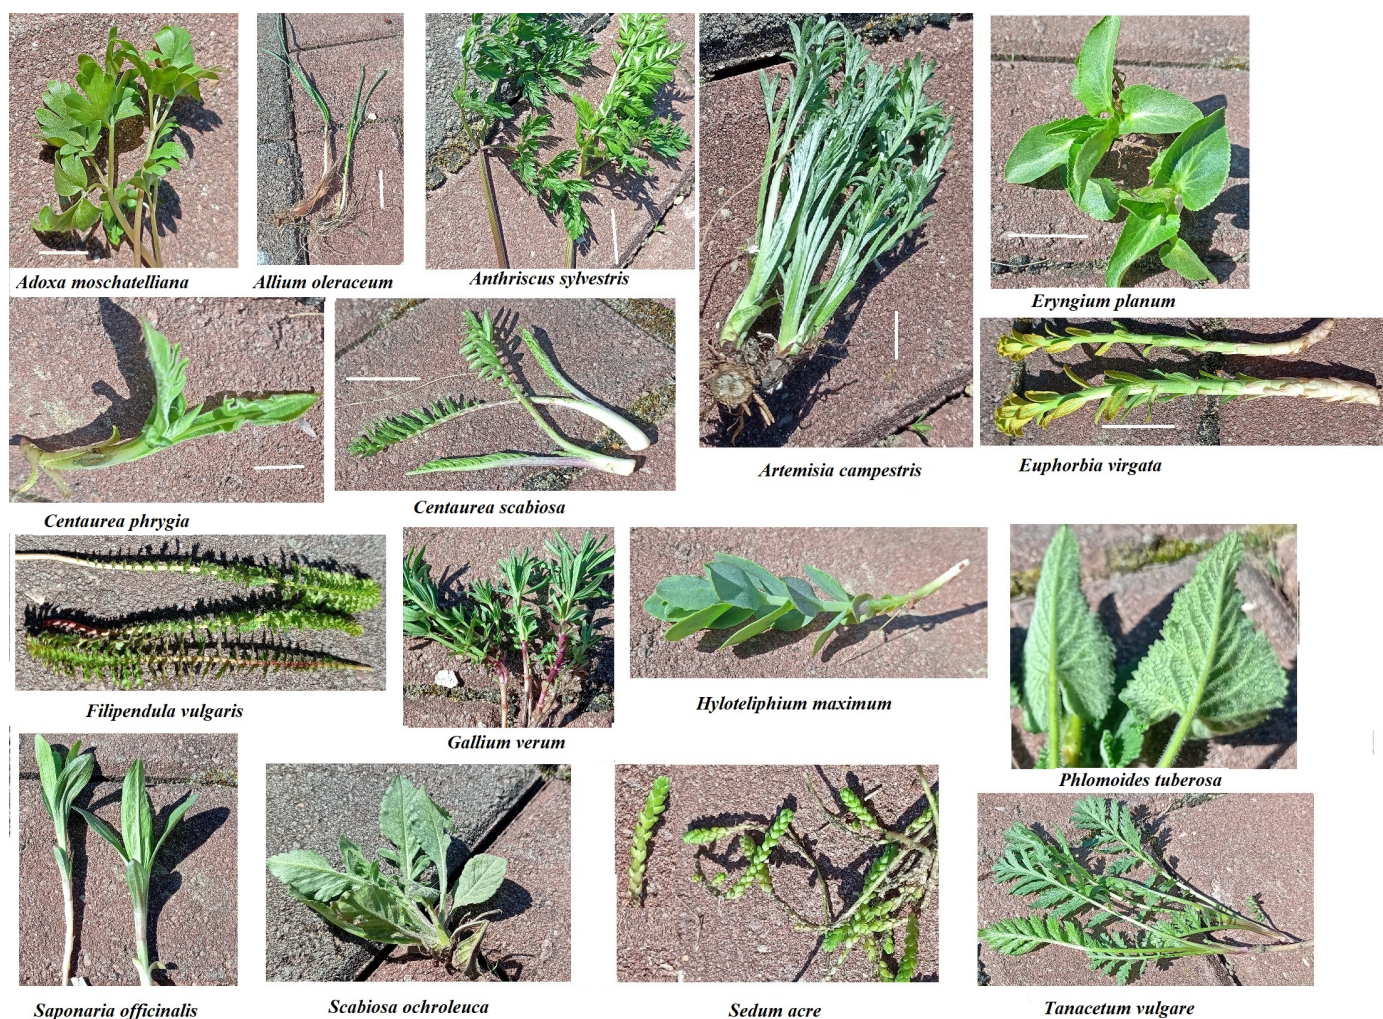 Adoxa moschatelliana
Allium oleraceum
Anthriscus sylvestris
Artemisia campestris
Eryngium planum
Euphorbia virgata
Centaurea phrygia
Centaurea scabiosa
Filipendula vulgaris
Gallium verum
Hyloteliphium maximum
Phlomoides tuberosa
Saponaria officinalis
Scabiosa ochroleuca
Sedum acre
Tanacetum vulgare